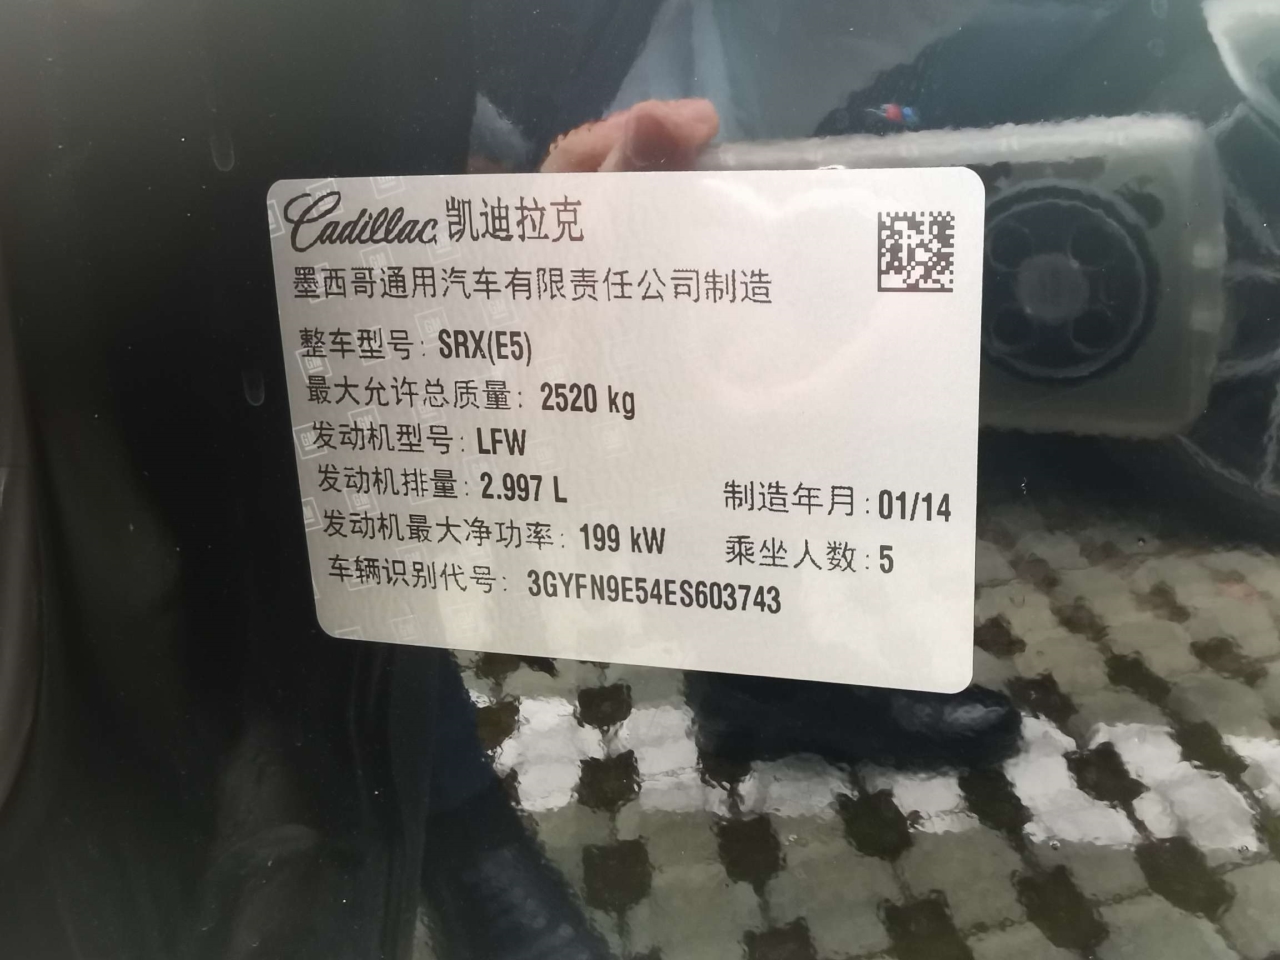 Cadillac 凯迪拉克
墨西哥通用汽车有限责任公司制造
整车型号: SRX(E5)
最大允许总质量: 2520 kg
发动机型号: LFW
发动机排量: 2.997 L
制造年月: 01/14
发动机最大净功率: 199 kW
乘坐人数: 5
车辆识别代号: 3GYFN9E54ES603743